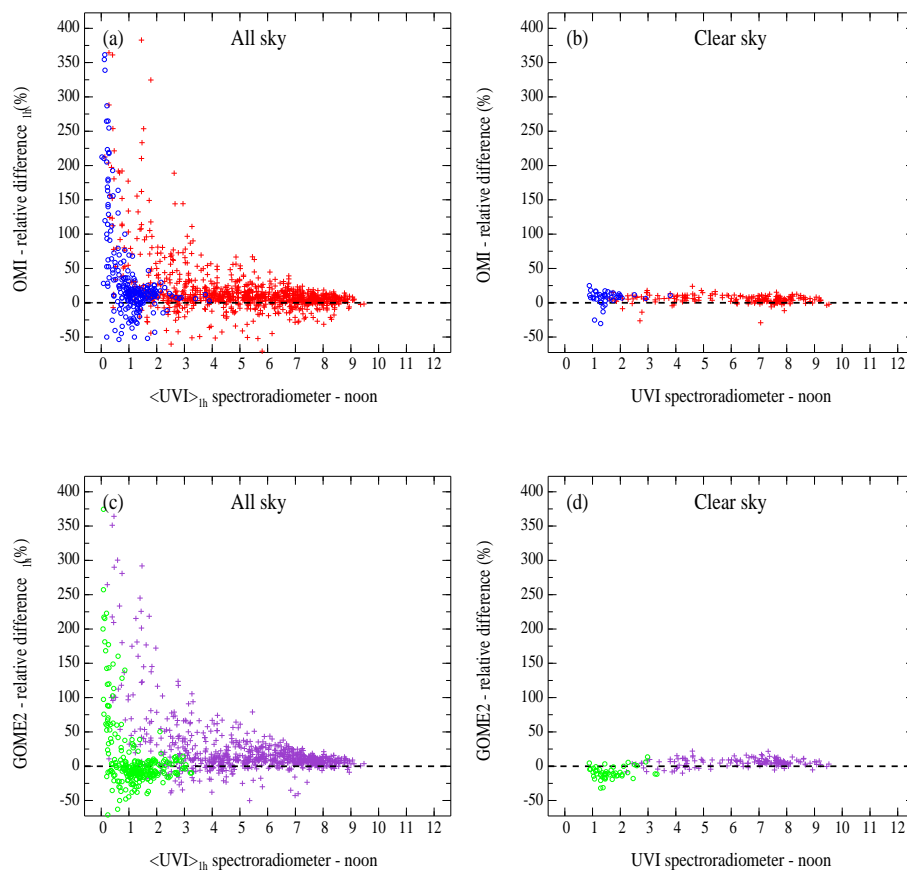 (a) All sky
400
350
300
250
200
150
100
50
0
-50
OMI - relative difference 1h(%)
0 1 2 3 4 5 6 7 8 9 10 11 12
<UVI>1h spectroradiometer - noon
(b) Clear sky
400
350
300
250
200
150
100
50
0
-50
OMI - relative difference (%)
0 1 2 3 4 5 6 7 8 9 10 11 12
UVI spectroradiometer - noon
(c) All sky
400
350
300
250
200
150
100
50
0
-50
GOME2 - relative difference 1h(%)
0 1 2 3 4 5 6 7 8 9 10 11 12
<UVI>1h spectroradiometer - noon
(d) Clear sky
400
350
300
250
200
150
100
50
0
-50
GOME2 - relative difference (%)
0 1 2 3 4 5 6 7 8 9 10 11 12
UVI spectroradiometer - noon